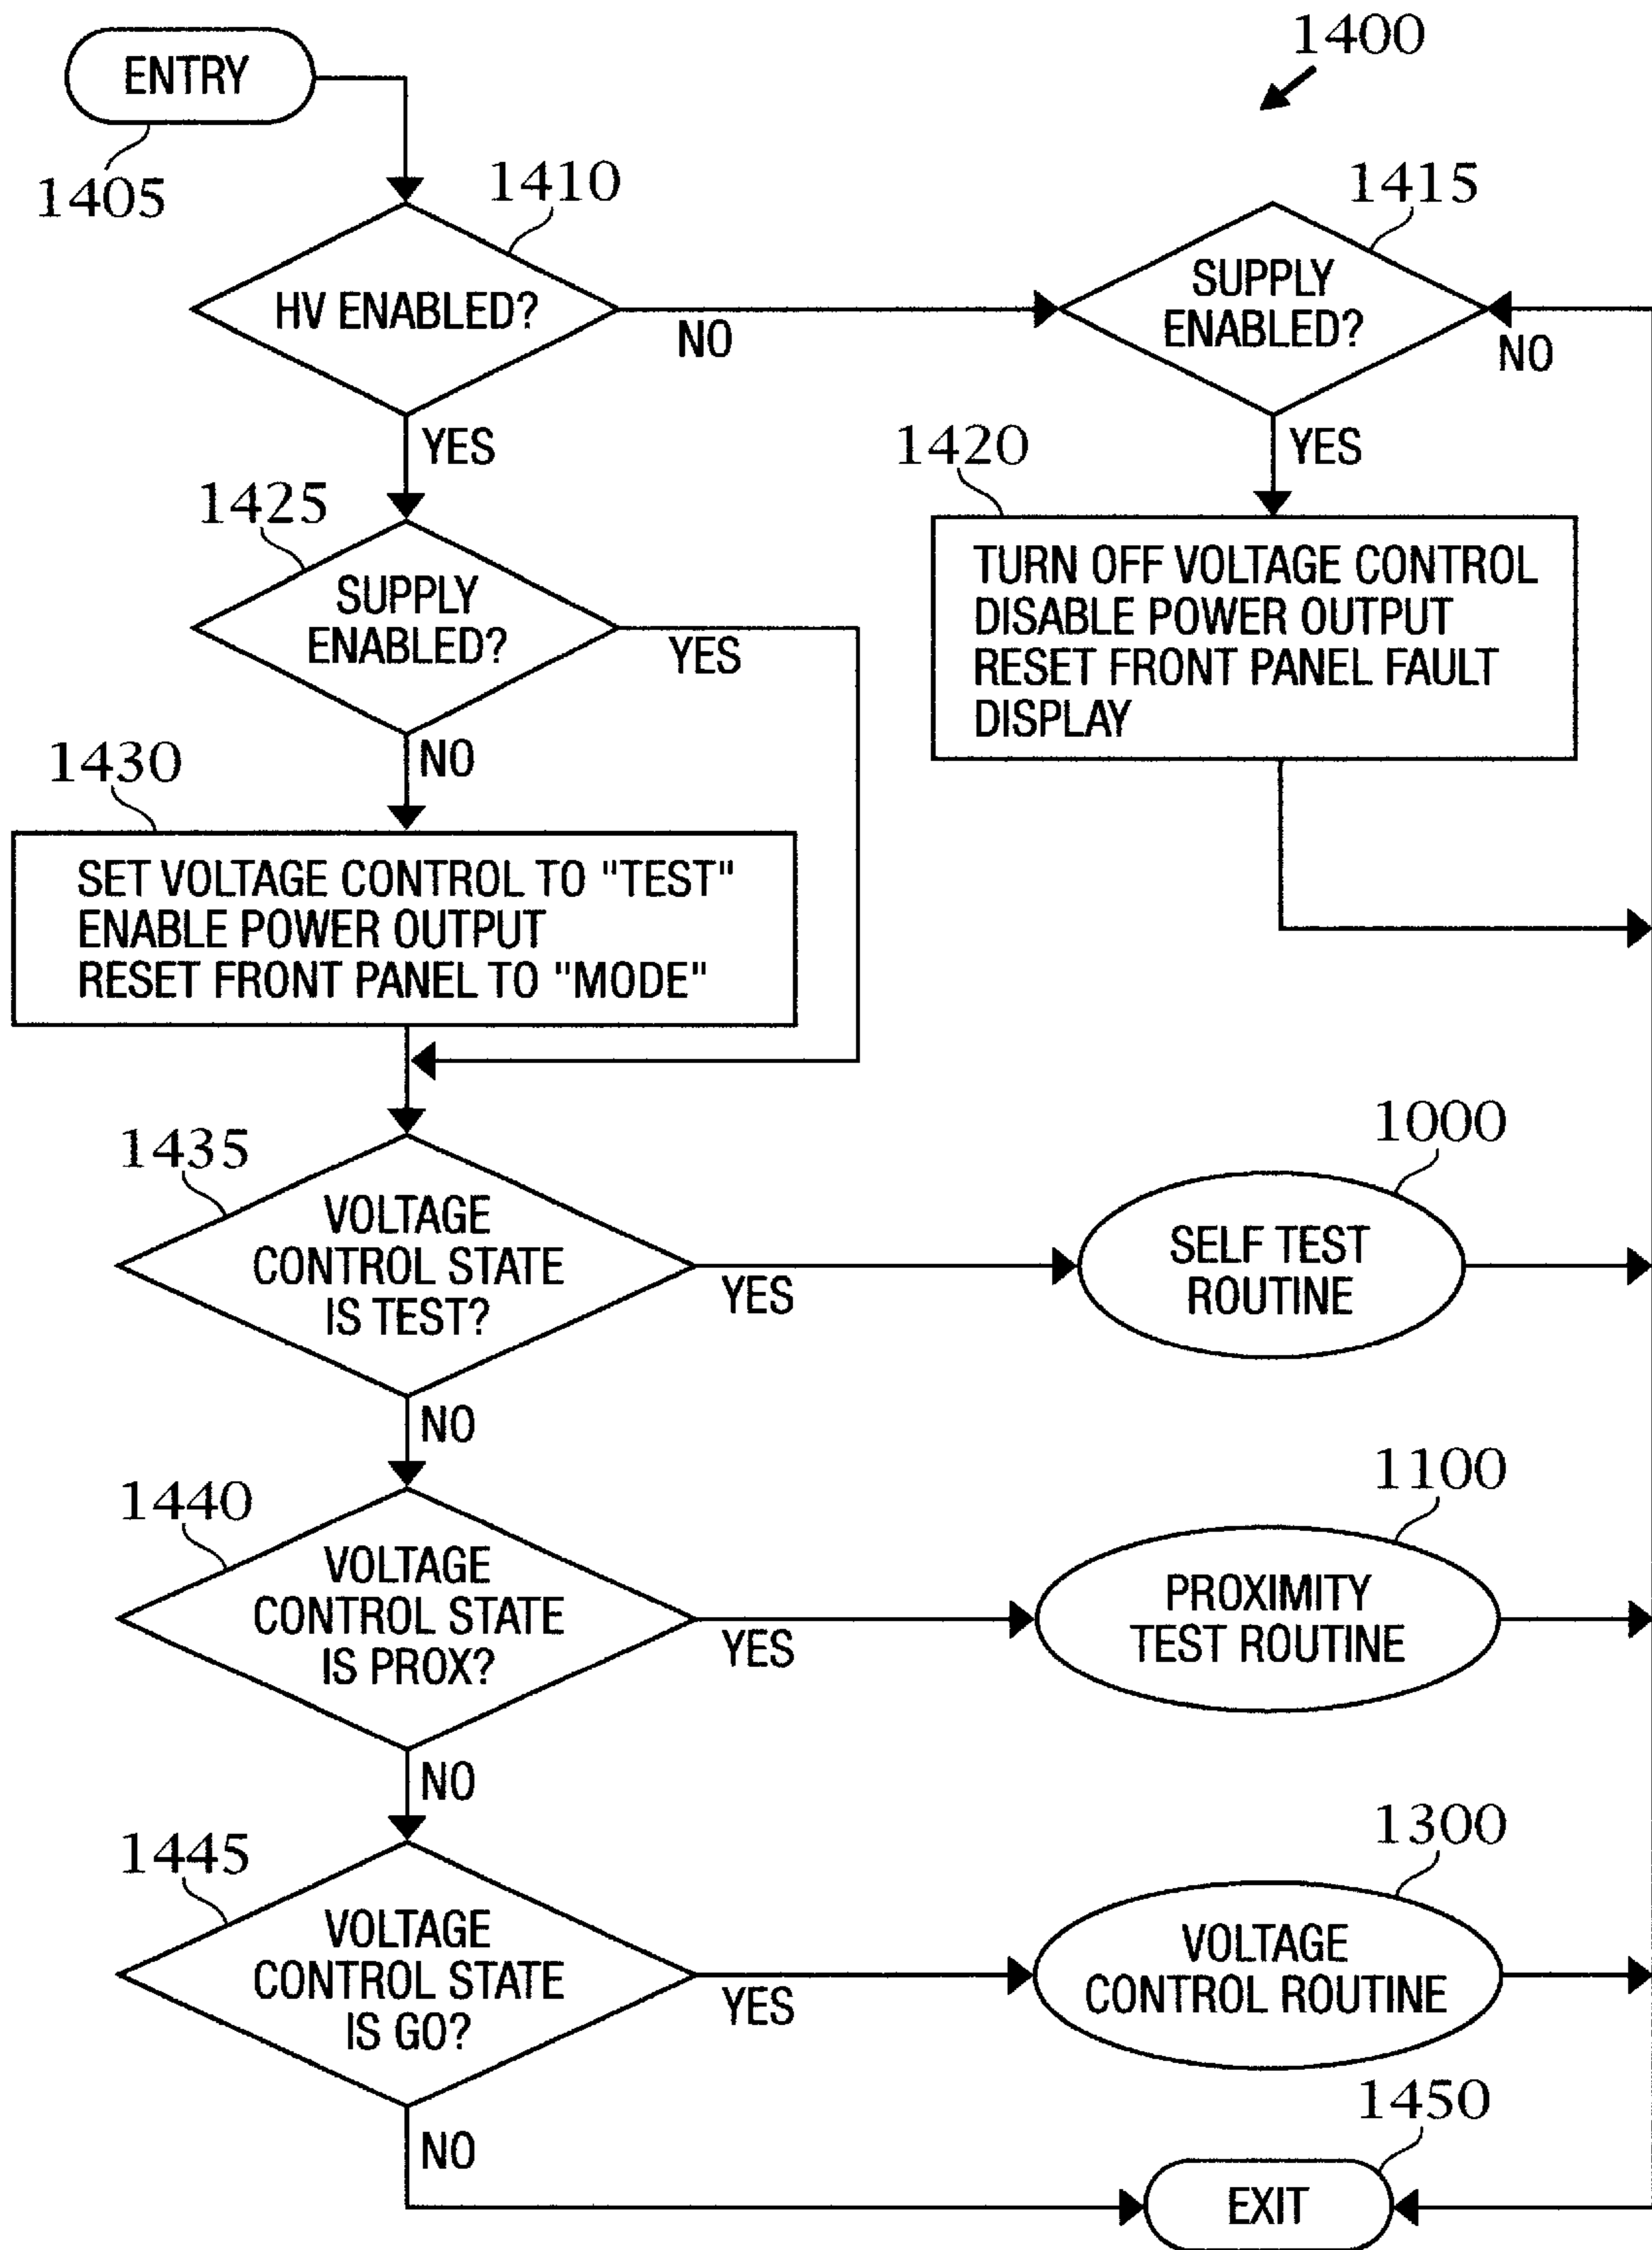 1400
ENTRY
1405
1410
HV ENABLED?
NO
YES
1415
SUPPLY
ENABLED?
NO
YES
1420
TURN OFF VOLTAGE CONTROL
DISABLE POWER OUTPUT
RESET FRONT PANEL FAULT
DISPLAY
1425
SUPPLY
ENABLED?
YES
NO
1430
SET VOLTAGE CONTROL TO "TEST"
ENABLE POWER OUTPUT
RESET FRONT PANEL TO "MODE"
1435
VOLTAGE
CONTROL STATE
IS TEST?
YES
NO
1000
SELF TEST
ROUTINE
1440
VOLTAGE
CONTROL STATE
IS PROX?
YES
NO
1100
PROXIMITY
TEST ROUTINE
1445
VOLTAGE
CONTROL STATE
IS GO?
YES
NO
1300
VOLTAGE
CONTROL ROUTINE
1450
EXIT